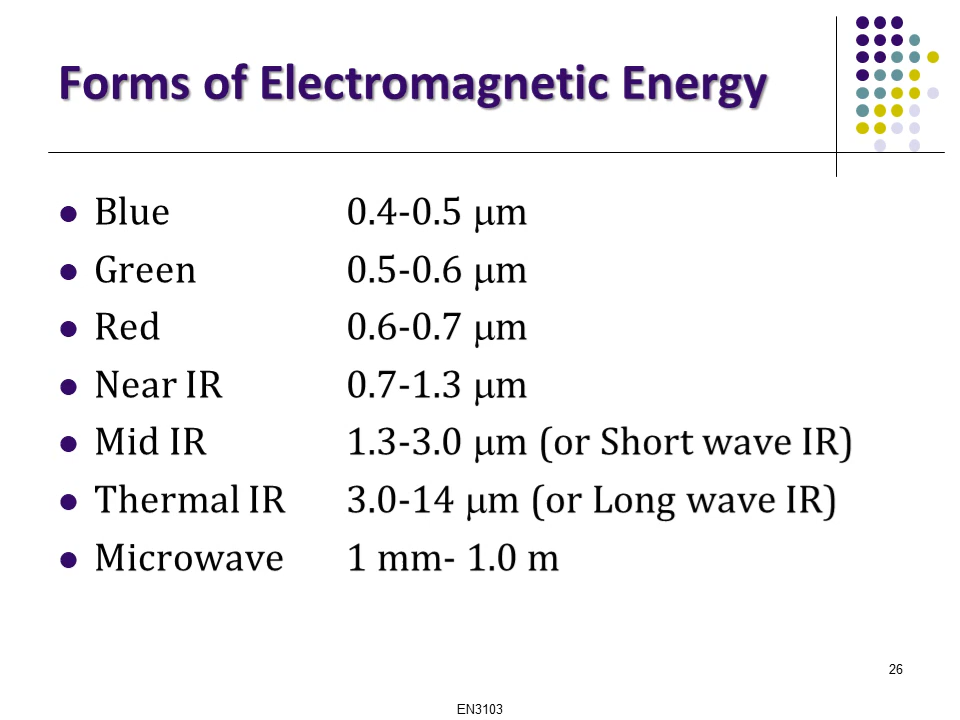 Forms of Electromagnetic Energy
● Blue 0.4-0.5 μm
● Green 0.5-0.6 μm
● Red 0.6-0.7 μm
● Near IR 0.7-1.3 μm
● Mid IR 1.3-3.0 μm (or Short wave IR)
● Thermal IR 3.0-14 μm (or Long wave IR)
● Microwave 1 mm- 1.0 m
26
EN3103